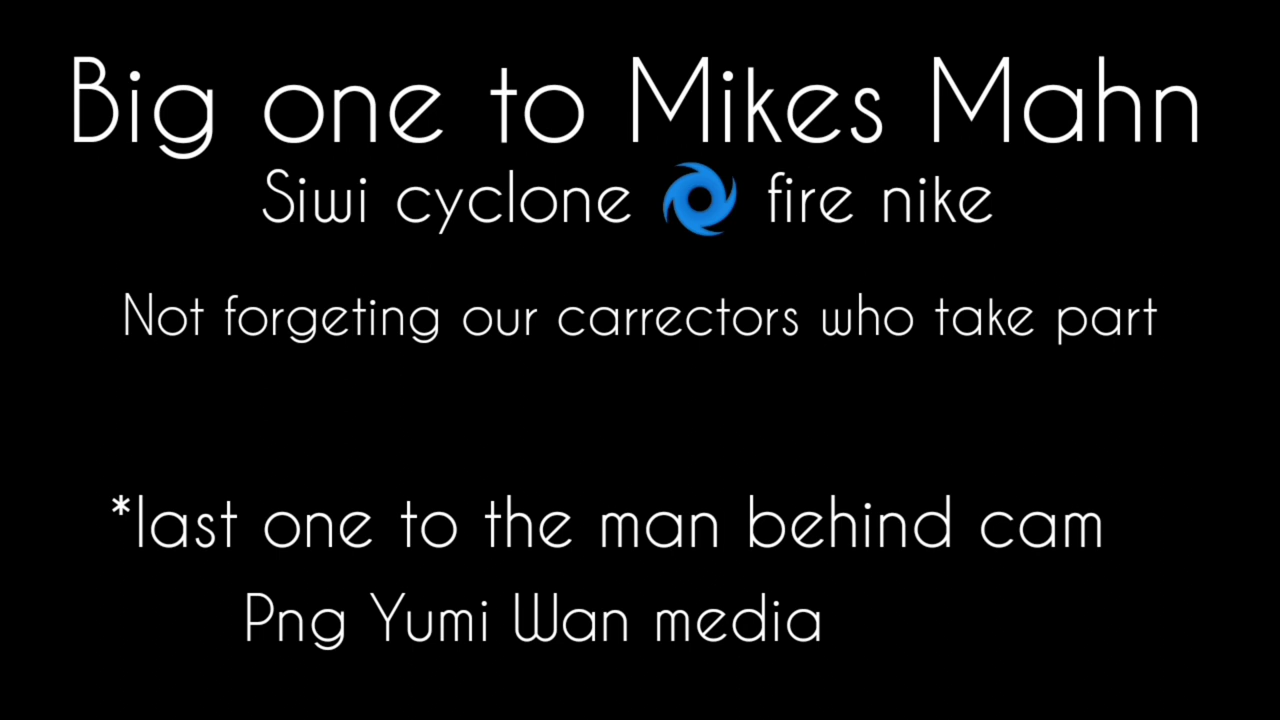 Big one to Mikes Mahn
Siwi cyclone 🌀 fire nike
Not forgeting our carrectors who take part
*last one to the man behind cam
Png Yumi Wan media